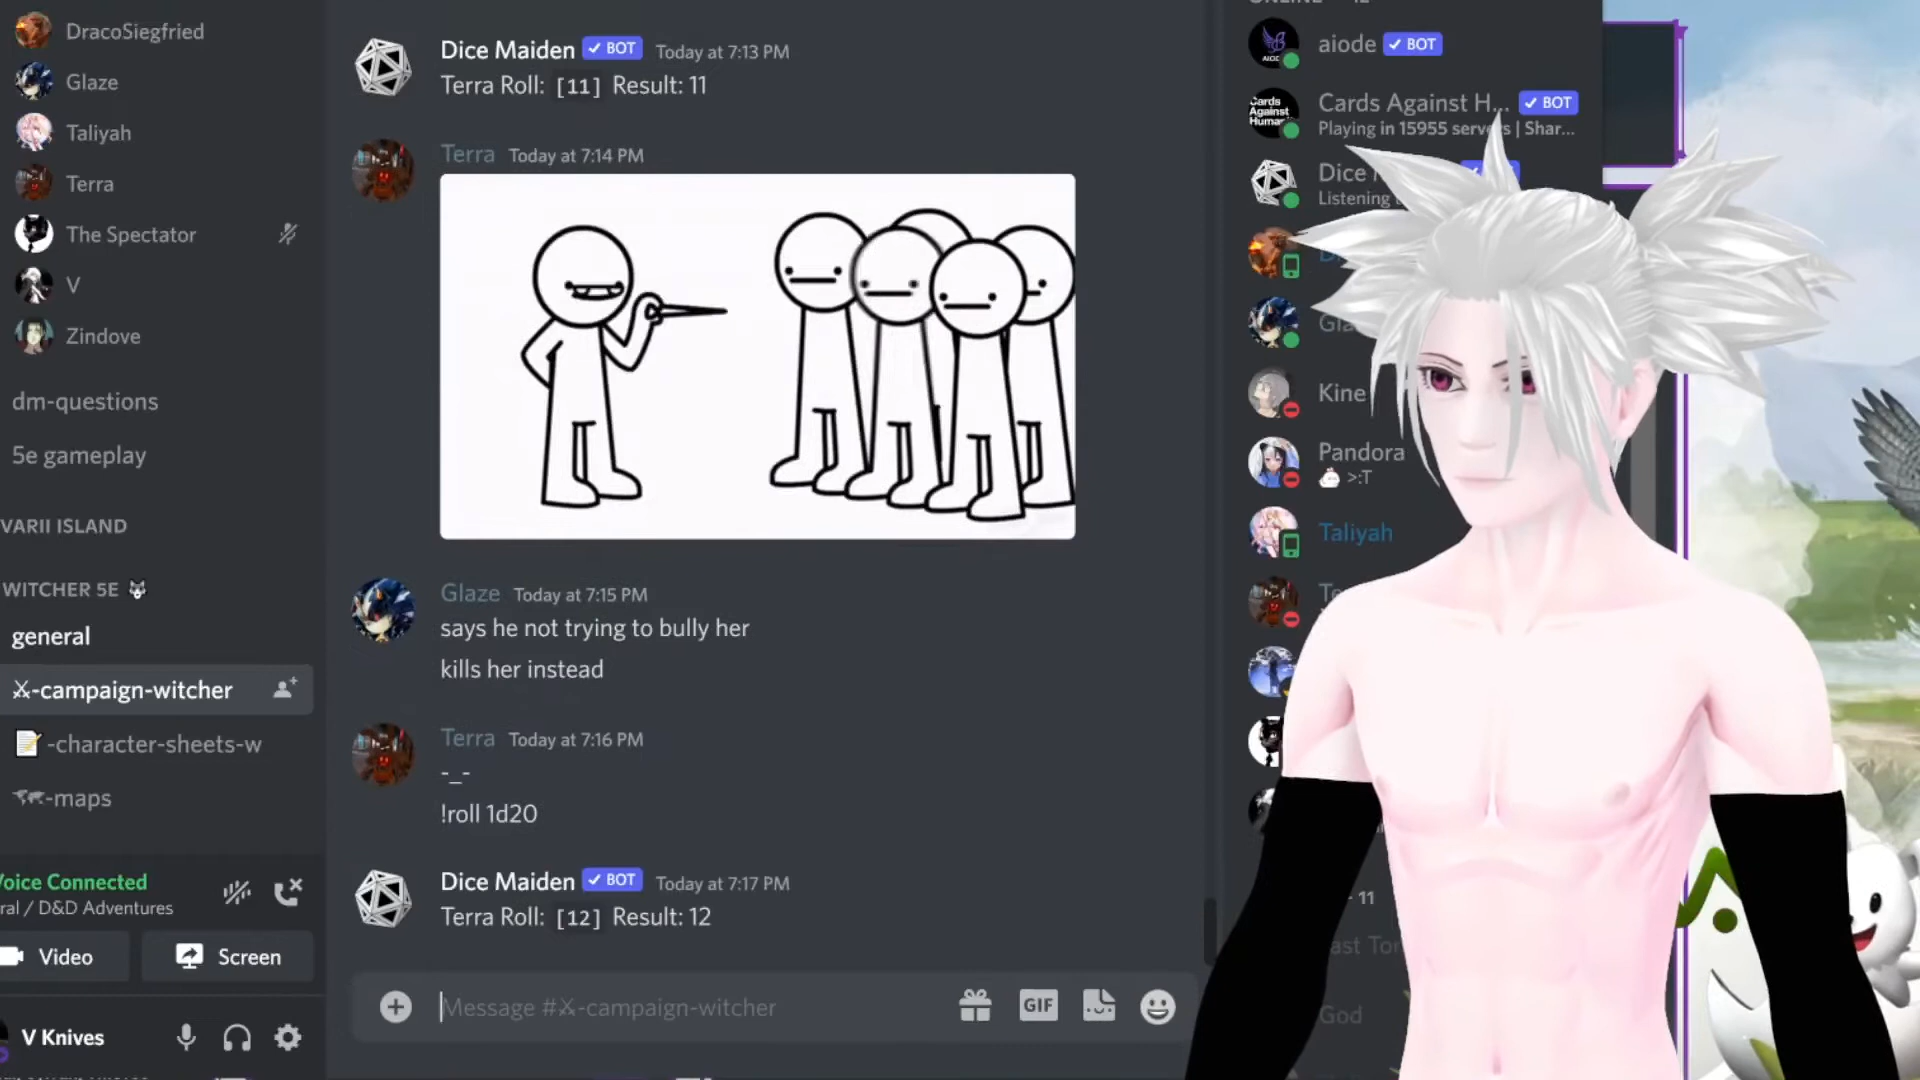 DracoSiegfried
Glaze
Taliyah
Terra
The Spectator
V
Zindove
dm-questions
5e gameplay
VARII ISLAND
WITCHER 5E
general
-campaign-witcher
-character-sheets-w
-maps
Voice Connected
ral / D&D Adventures
Video
Screen
V Knives
Dice Maiden ✓ BOT Today at 7:13 PM
Terra Roll: [11] Result: 11
Terra Today at 7:14 PM
Glaze Today at 7:15 PM
says he not trying to bully her
kills her instead
Terra Today at 7:16 PM
-_-
!roll 1d20
Dice Maiden ✓ BOT Today at 7:17 PM
Terra Roll: [12] Result: 12
Message #⚔-campaign-witcher
GIF
aiode ✓ BOT
Cards Against H... ✓ BOT
Playing in 15955 servers | Shar...
Cards
Against
Dice
Listening
Kine
Pandora
>:T
Taliyah
11
God